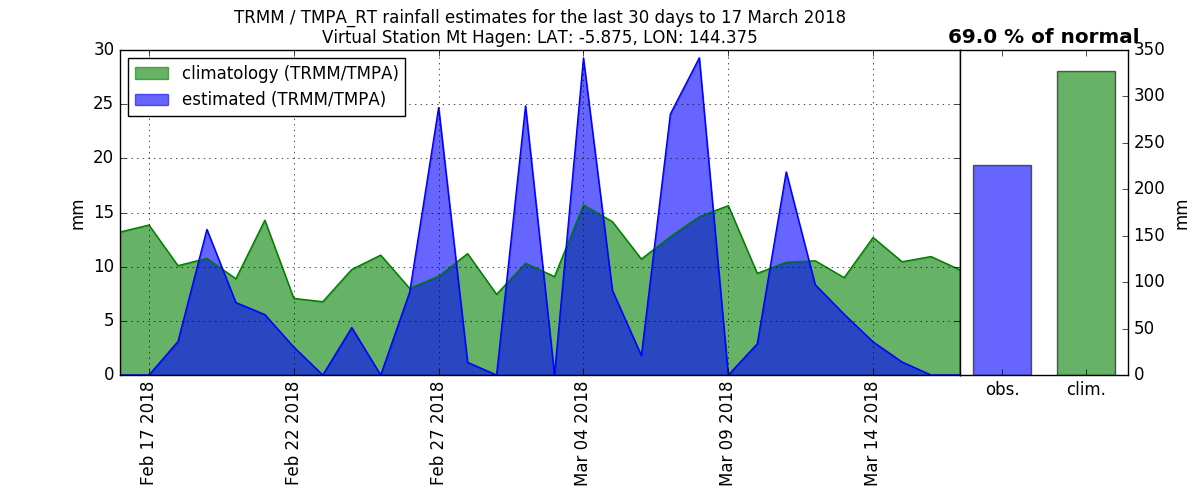 TRMM / TMPA_RT rainfall estimates for the last 30 days to 17 March 2018
Virtual Station Mt Hagen: LAT: -5.875, LON: 144.375
69.0 % of normal
climatology (TRMM/TMPA)
estimated (TRMM/TMPA)
30
25
20
15
10
5
0
mm
Feb 17 2018
Feb 22 2018
Feb 27 2018
Mar 04 2018
Mar 09 2018
Mar 14 2018
350
300
250
200
150
100
50
0
mm
obs.
clim.